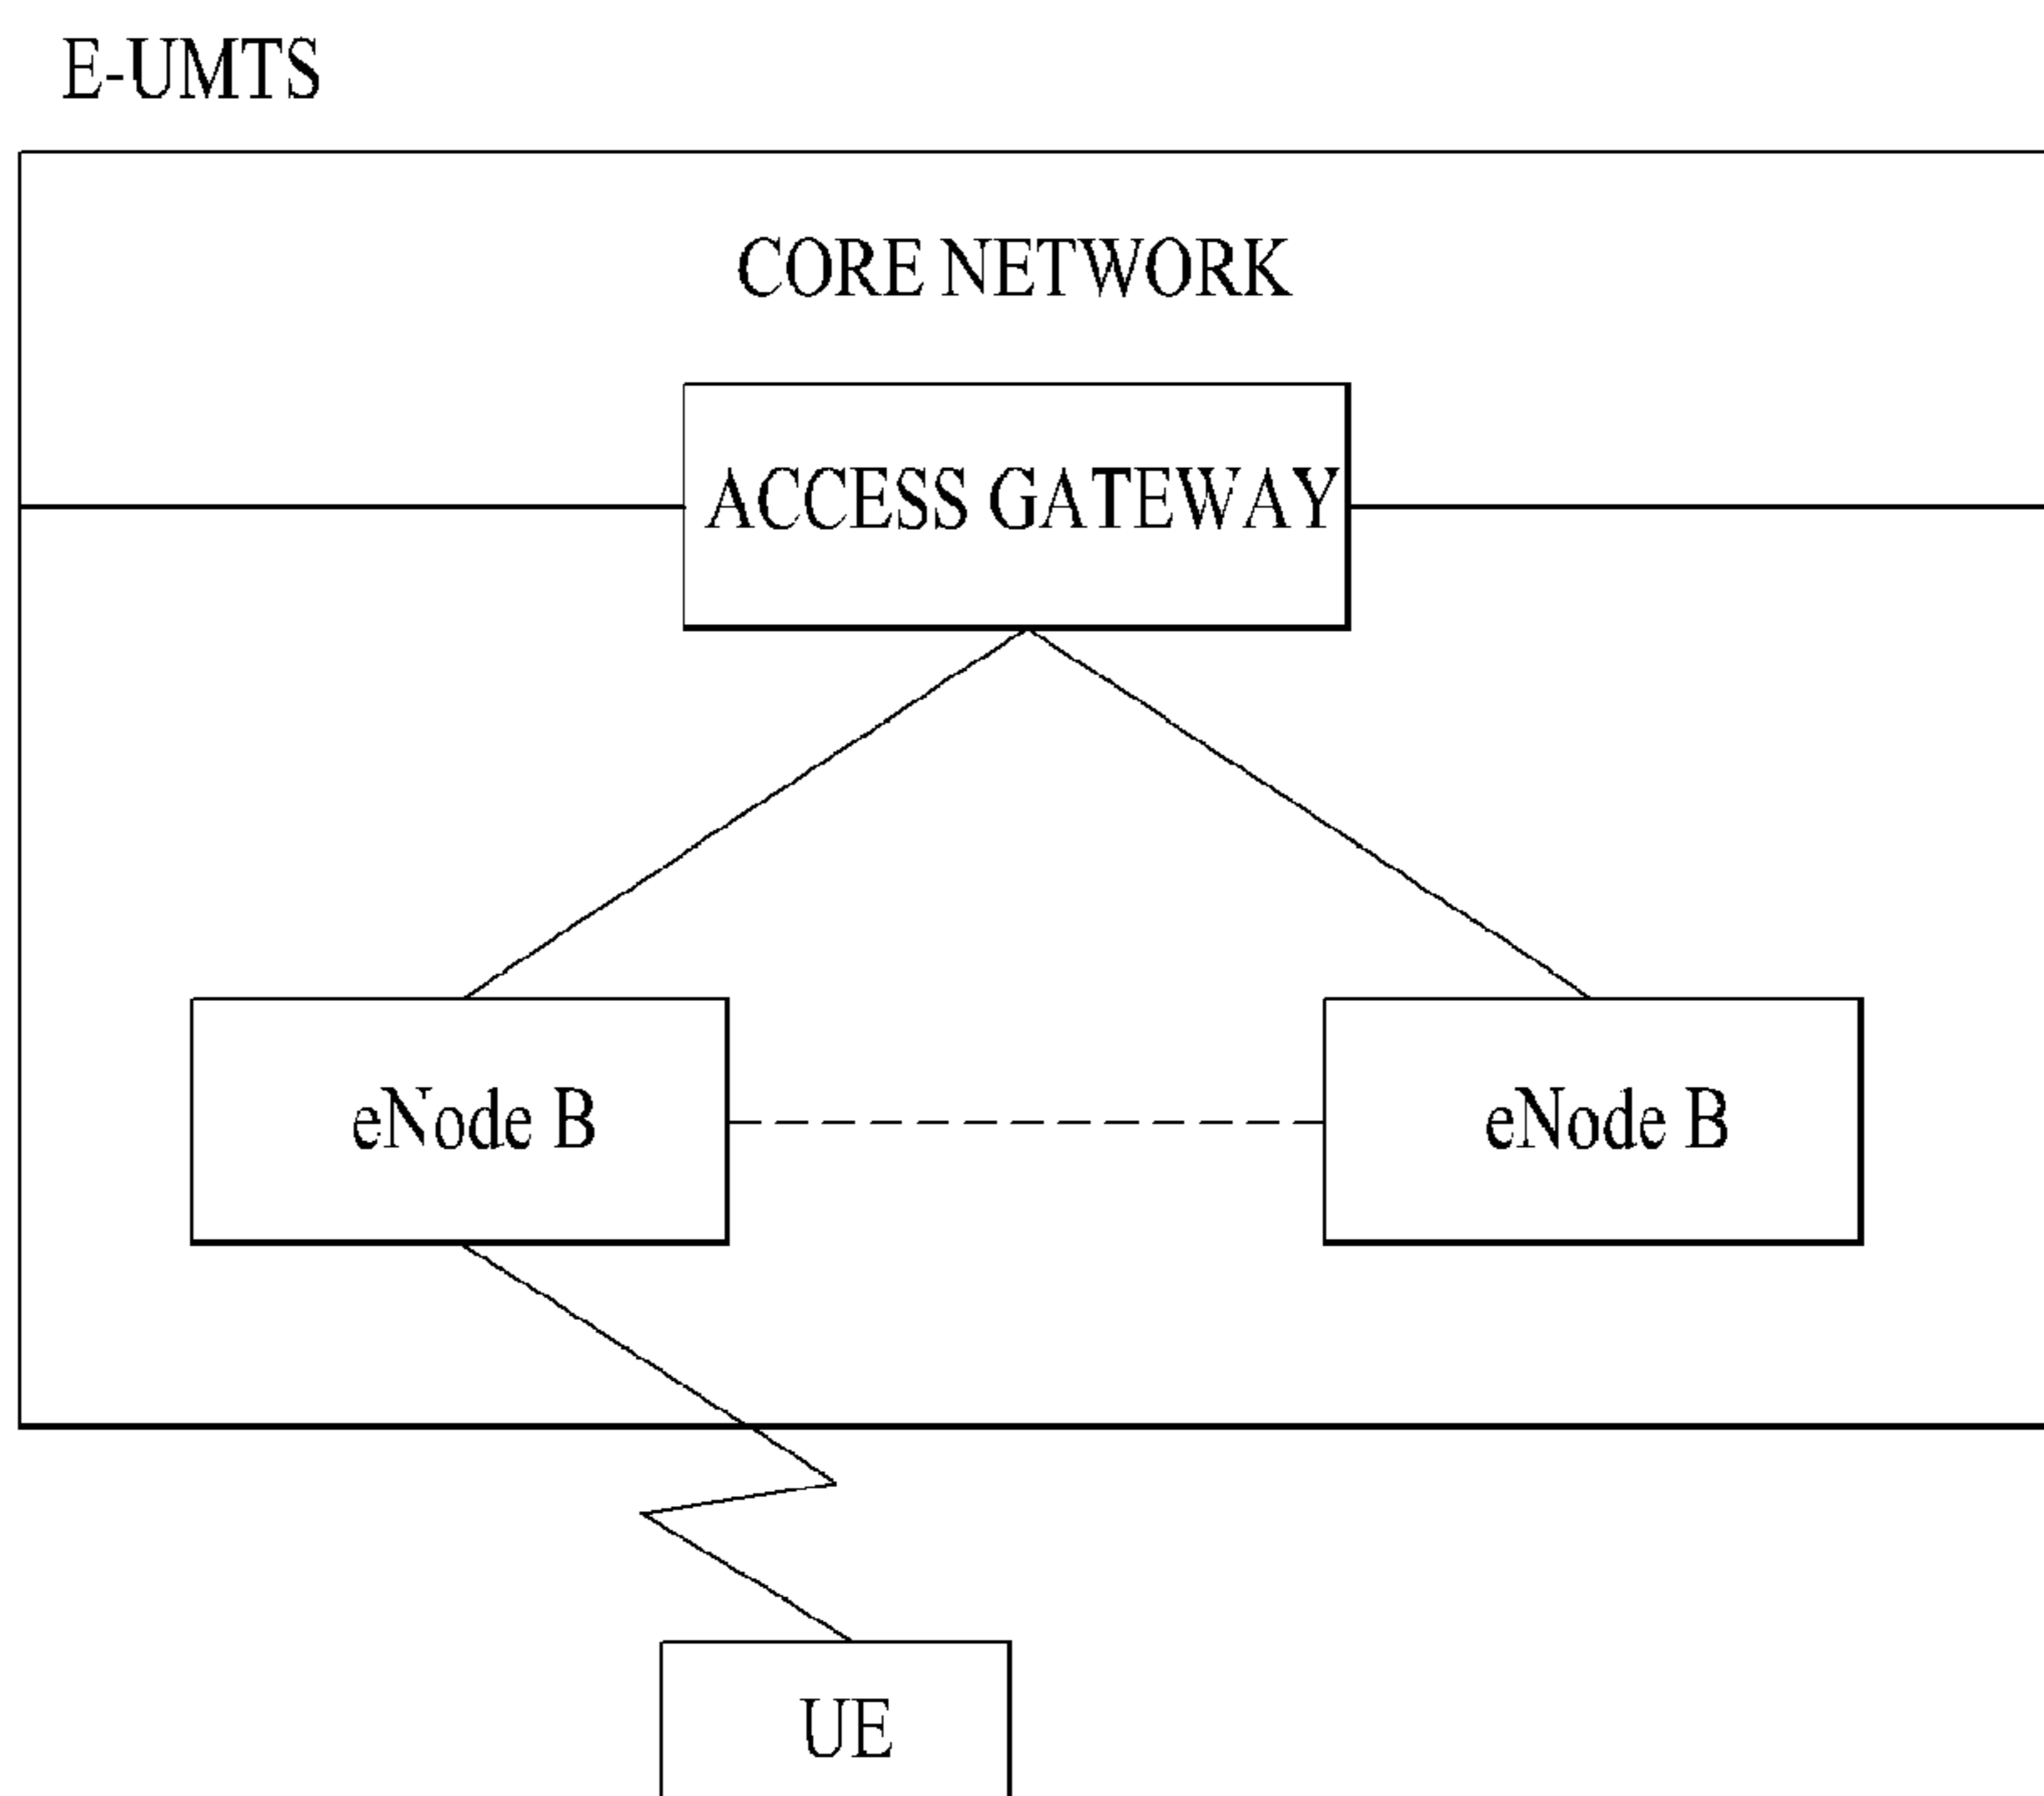 E-UMTS
CORE NETWORK
ACCESS GATEWAY
eNode B
eNode B
UE